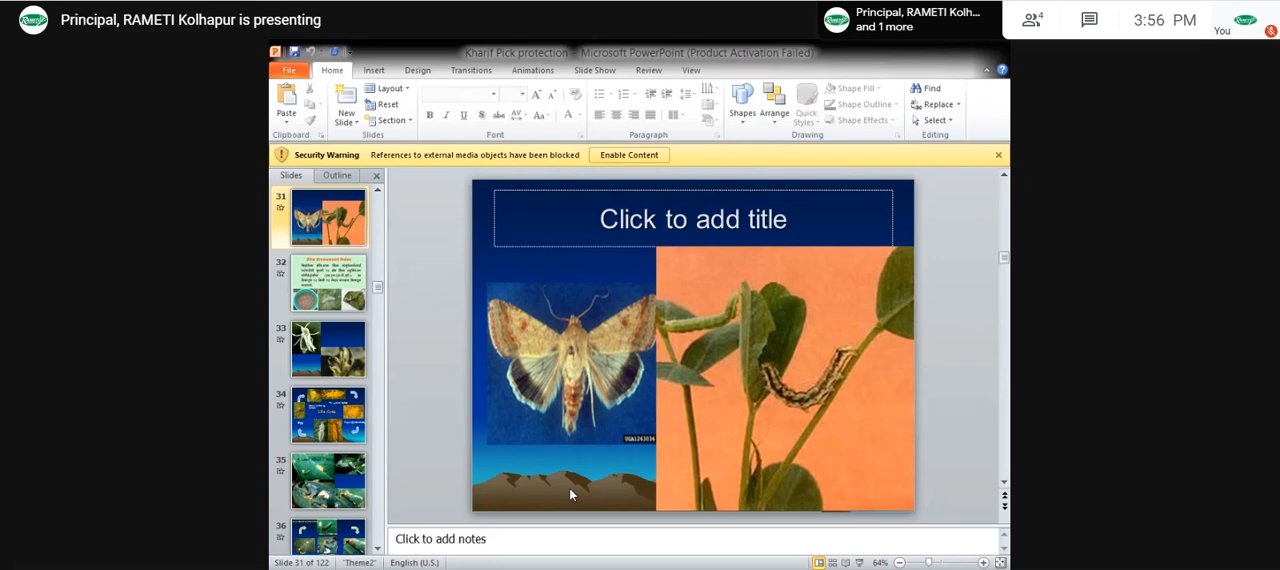 Principal, RAMETI Kolhapur is presenting
Principal, RAMETI Kolh...
and 1 more
4
3:56 PM
You
Kharif Pick protection - Microsoft PowerPoint (Product Activation Failed)
File Home Insert Design Transitions Animations Slide Show Review View
Paste
New
Slide
Layout
Reset
Section
Shapes Arrange Quick
Styles
Shape Fill
Shape Outline
Shape Effects
Find
Replace
Select
Clipboard Slides Font Paragraph Drawing Editing
Security Warning References to external media objects have been blocked Enable Content
Slides Outline
31
32
33
34
35
36
Click to add title
UGA1263034
Click to add notes
Slide 31 of 122 "Theme2" English (U.S.) 64%